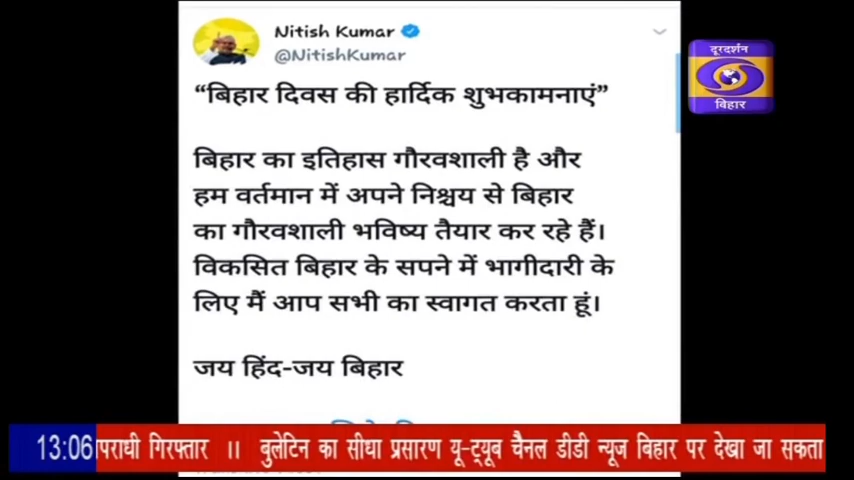 Nitish Kumar
@NitishKumar
दूरदर्शन
बिहार
“बिहार दिवस की हार्दिक शुभकामनाएं”
बिहार का इतिहास गौरवशाली है और
हम वर्तमान में अपने निश्चय से बिहार
का गौरवशाली भविष्य तैयार कर रहे हैं।
विकसित बिहार के सपने में भागीदारी के
लिए मैं आप सभी का स्वागत करता हूं।
जय हिंद-जय बिहार
13:06 पराधी गिरफ्तार ।। बुलेटिन का सीधा प्रसारण यू-ट्यूब चैनल डीडी न्यूज बिहार पर देखा जा सकता